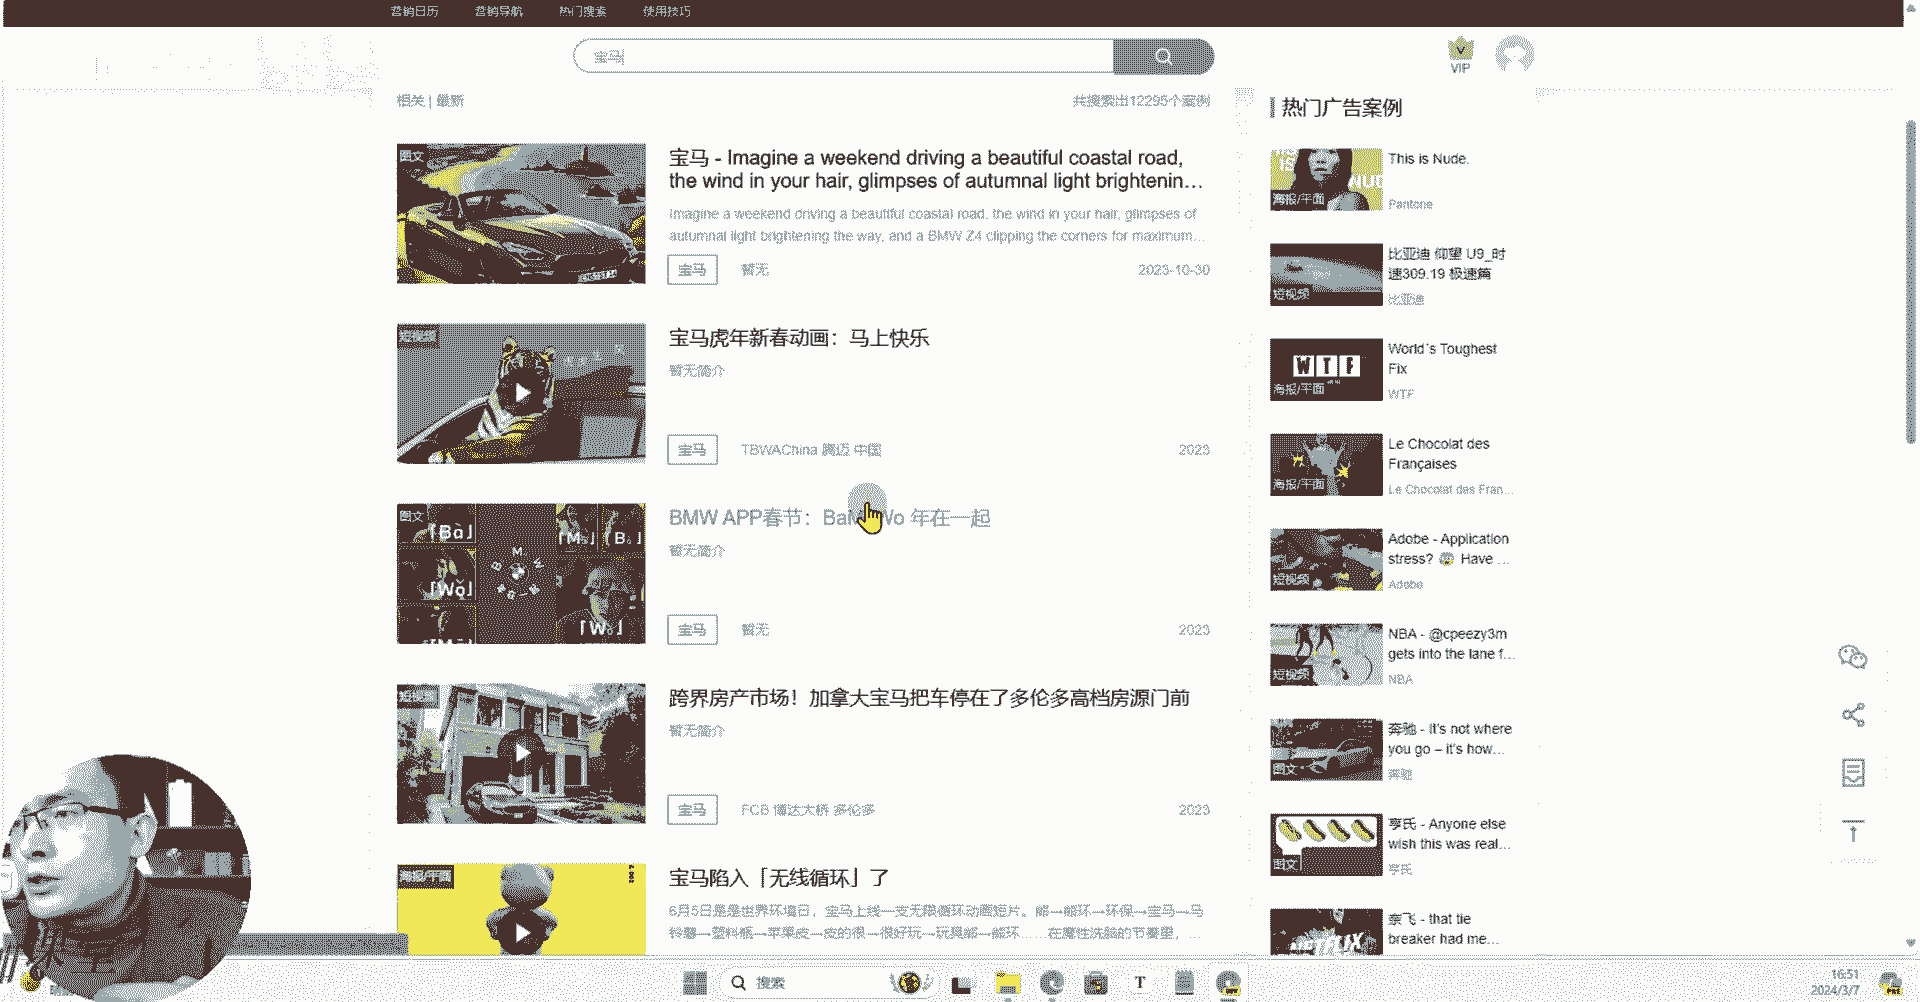 营销日历 营销导航 热门搜索 使用技巧
宝马
VIP
相关 | 最新
共搜索出12295个案例
图文
宝马 - Imagine a weekend driving a beautiful coastal road,
the wind in your hair, glimpses of autumnal light brightenin...
Imagine a weekend driving a beautiful coastal road, the wind in your hair, glimpses of
autumnal light brightening the way, and a BMW Z4 clipping the corners for maximum...
宝马 暂无 2023-10-30
短视频
宝马虎年新春动画：马上快乐
暂无简介
宝马 TBWAChina 腾迈 中国 2023
图文
「Bà」
「Wǒ」
BMW APP春节： 年在一起
暂无简介
宝马 暂无 2023
短视频
跨界房产市场！加拿大宝马把车停在了多伦多高档房源门前
暂无简介
宝马 FCB 博达大桥 多伦多 2023
海报/平面
宝马陷入「无线循环」了
6月5日是是世界环境日，宝马上线一支无限循环动画短片。能→能环→环保→宝马→马
铃薯→塑料瓶→苹果皮→皮的很→很好玩→玩具能→能环……在魔性洗脑的节奏里，...
热门广告案例
海报/平面
This is Nude.
Pantone
短视频
比亚迪 仰望 U9_时
速309.19 极速篇
比亚迪
WTF
海报/平面
World's Toughest
Fix
WTF
海报/平面
Le Chocolat des
Françaises
Le Chocolat des Fran...
短视频
Adobe - Application
stress? 😰 Have ...
Adobe
短视频
NBA - @cpeezy3m
gets into the lane f...
NBA
图文
奔驰 - It's not where
you go – it's how...
奔驰
图文
亨氏 - Anyone else
wish this was real...
亨氏
NETFLIX
奈飞 - that tie
breaker had me...
搜索
T
16:51
2024/3/7
PRE